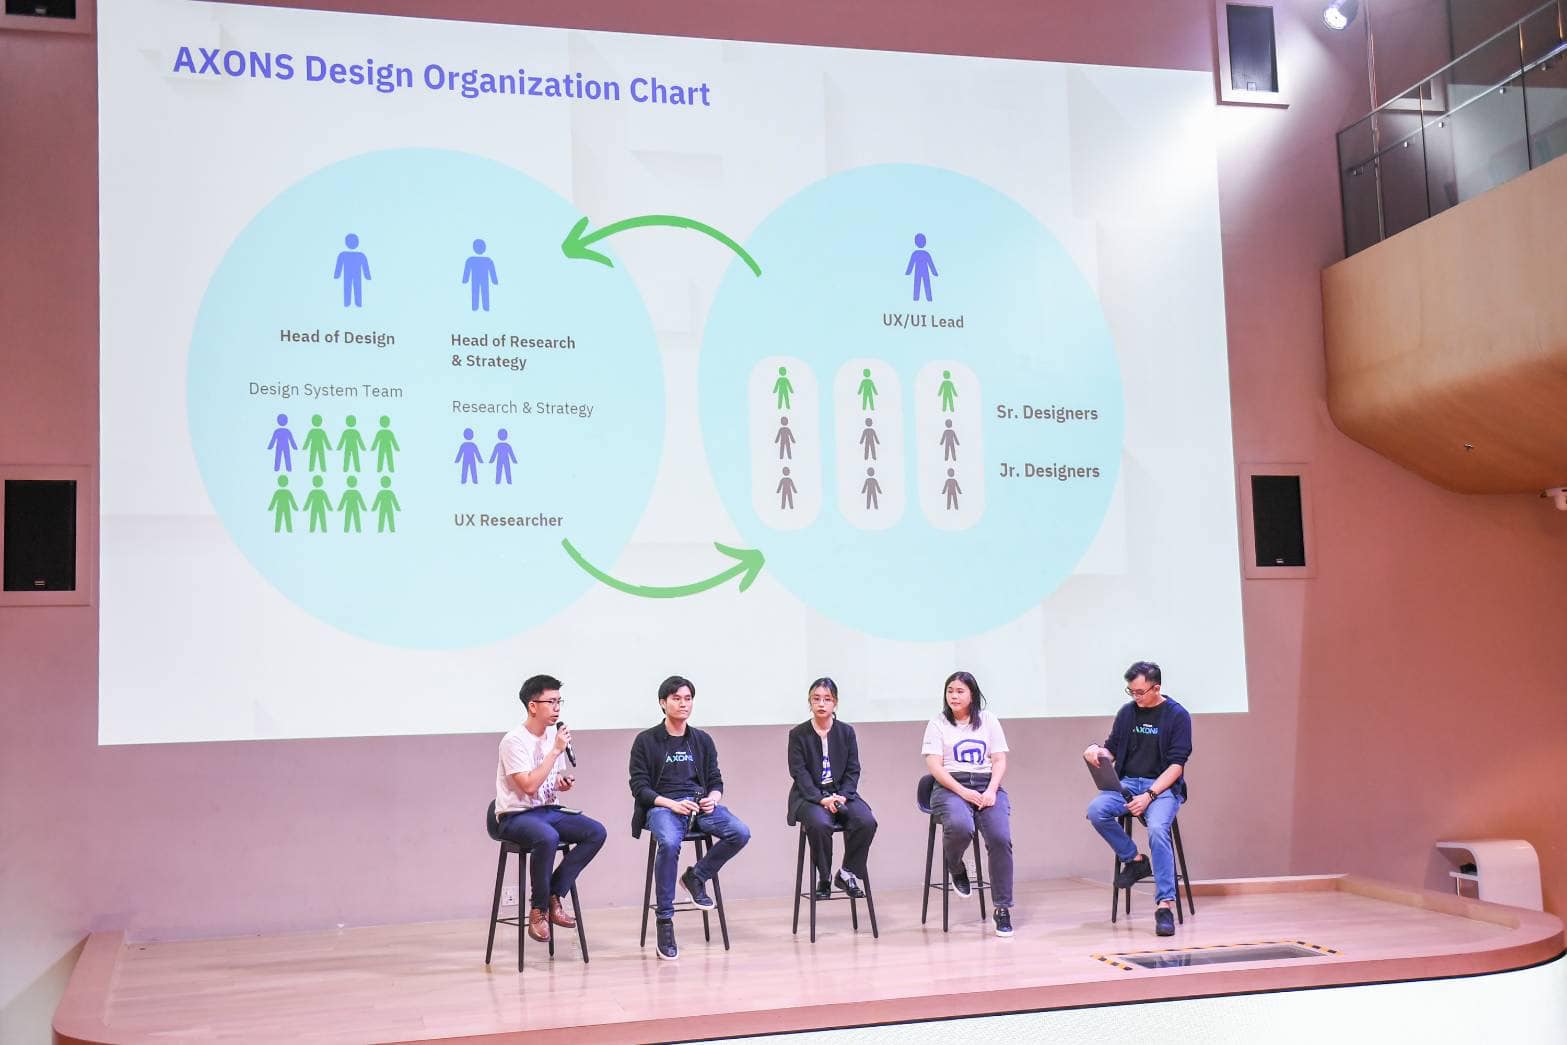 AXONS Design Organization Chart
Head of Design
Head of Research
& Strategy
Design System Team
Research & Strategy
UX Researcher
UX/UI Lead
Sr. Designers
Jr. Designers
AXONS
AXONS